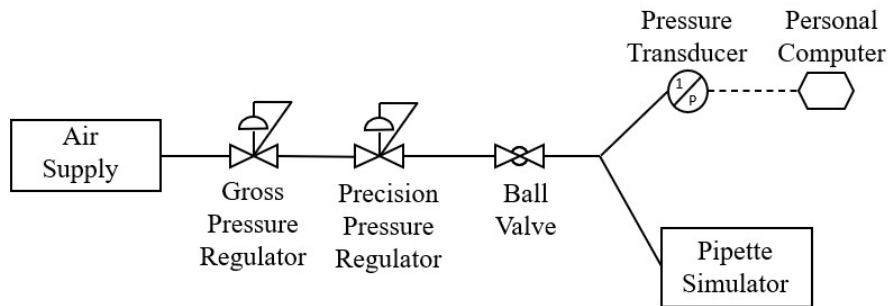 Pressure
Transducer
Personal
Computer
1
P
Air
Supply
Gross
Pressure
Regulator
Precision
Pressure
Regulator
Ball
Valve
Pipette
Simulator